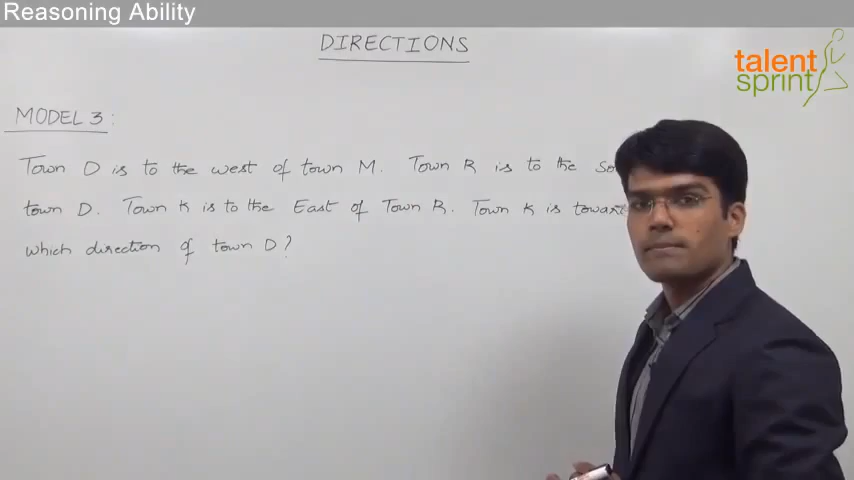 Reasoning Ability
DIRECTIONS
talent
sprint
MODEL 3:
Town D is to the west of town M. Town R is to the
town D. Town K is to the East of Town R. Town K is
which direction of town D?